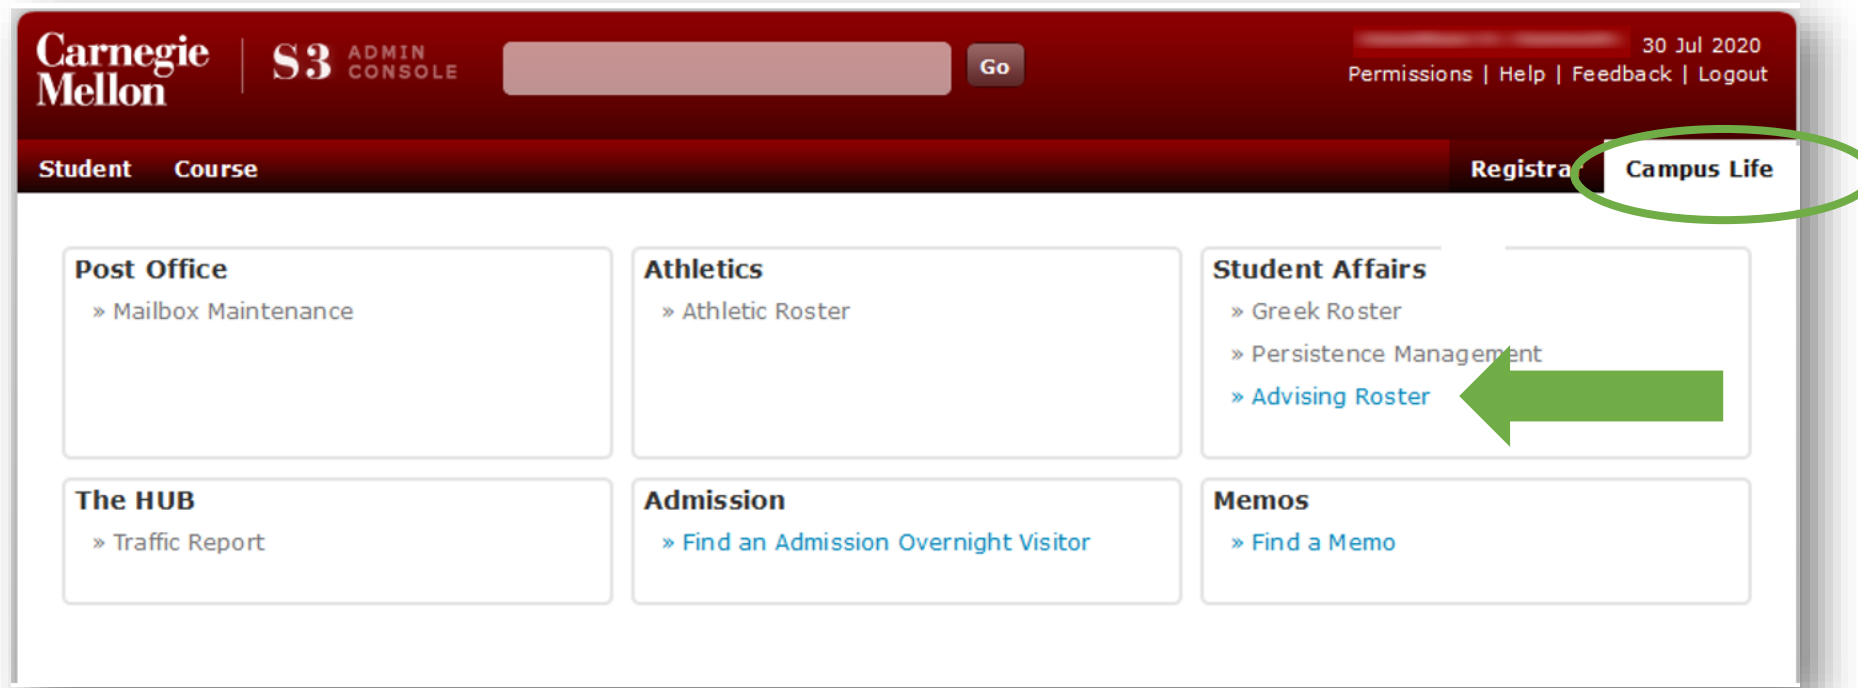 Carnegie
Mellon
S3 ADMIN
CONSOLE
Go
30 Jul 2020
Permissions | Help | Feedback | Logout
Student Course
Campus Life
Post Office
» Mailbox Maintenance
Athletics
» Athletic Roster
Student Affairs
» Greek Roster
» Persistence Management
» Advising Roster
The HUB
» Traffic Report
Admission
» Find an Admission Overnight Visitor
Memos
» Find a Memo